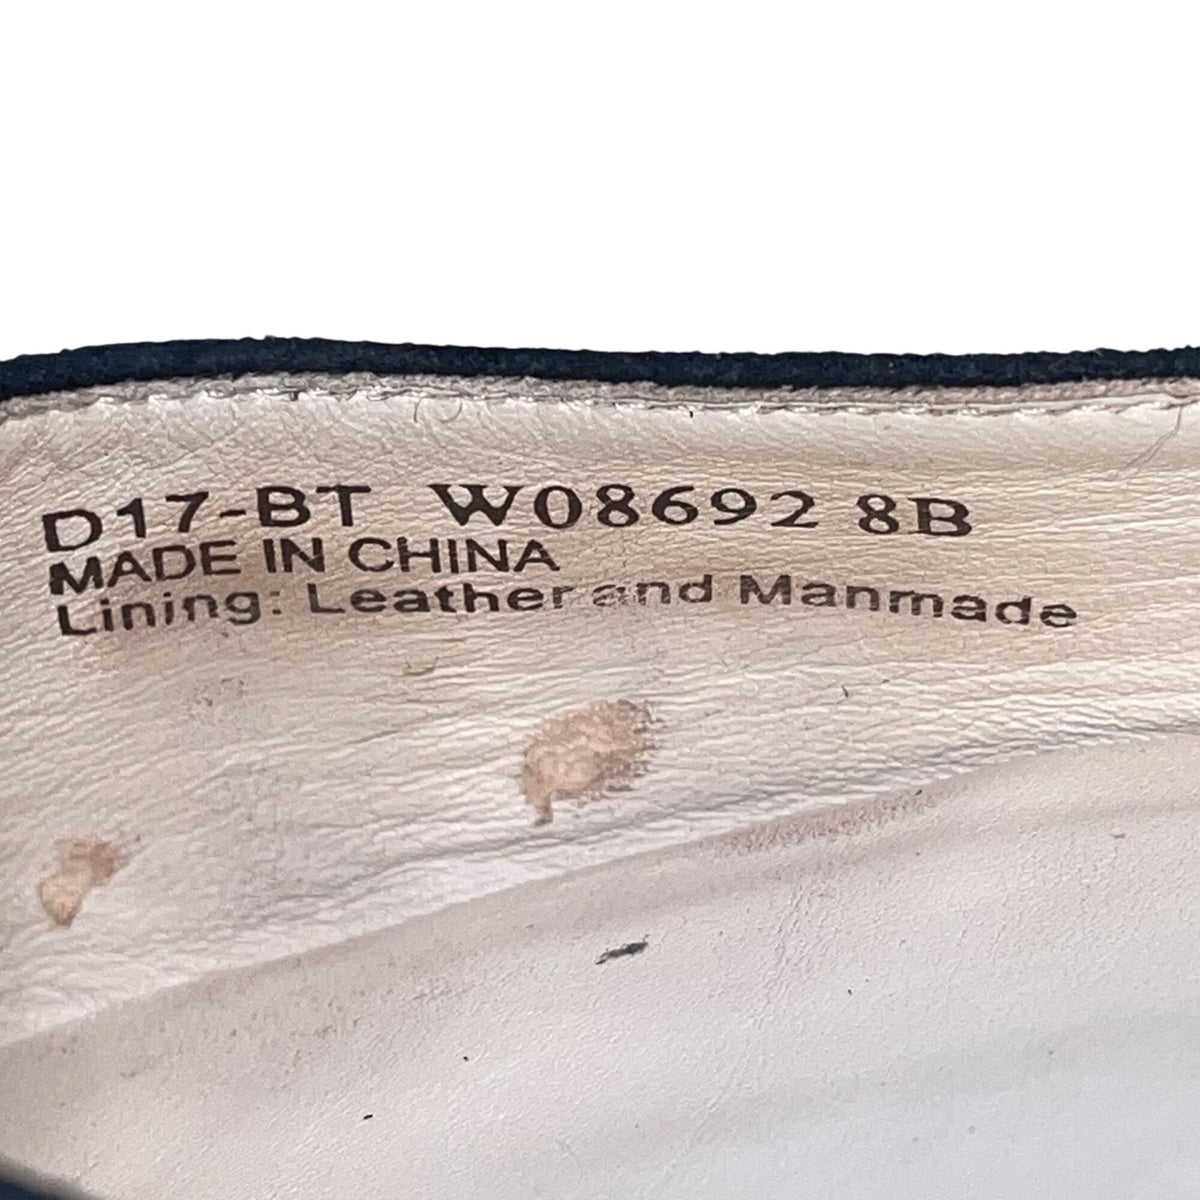 D17-BT W08692 8B
MADE IN CHINA
Lining: Leather and Manmade